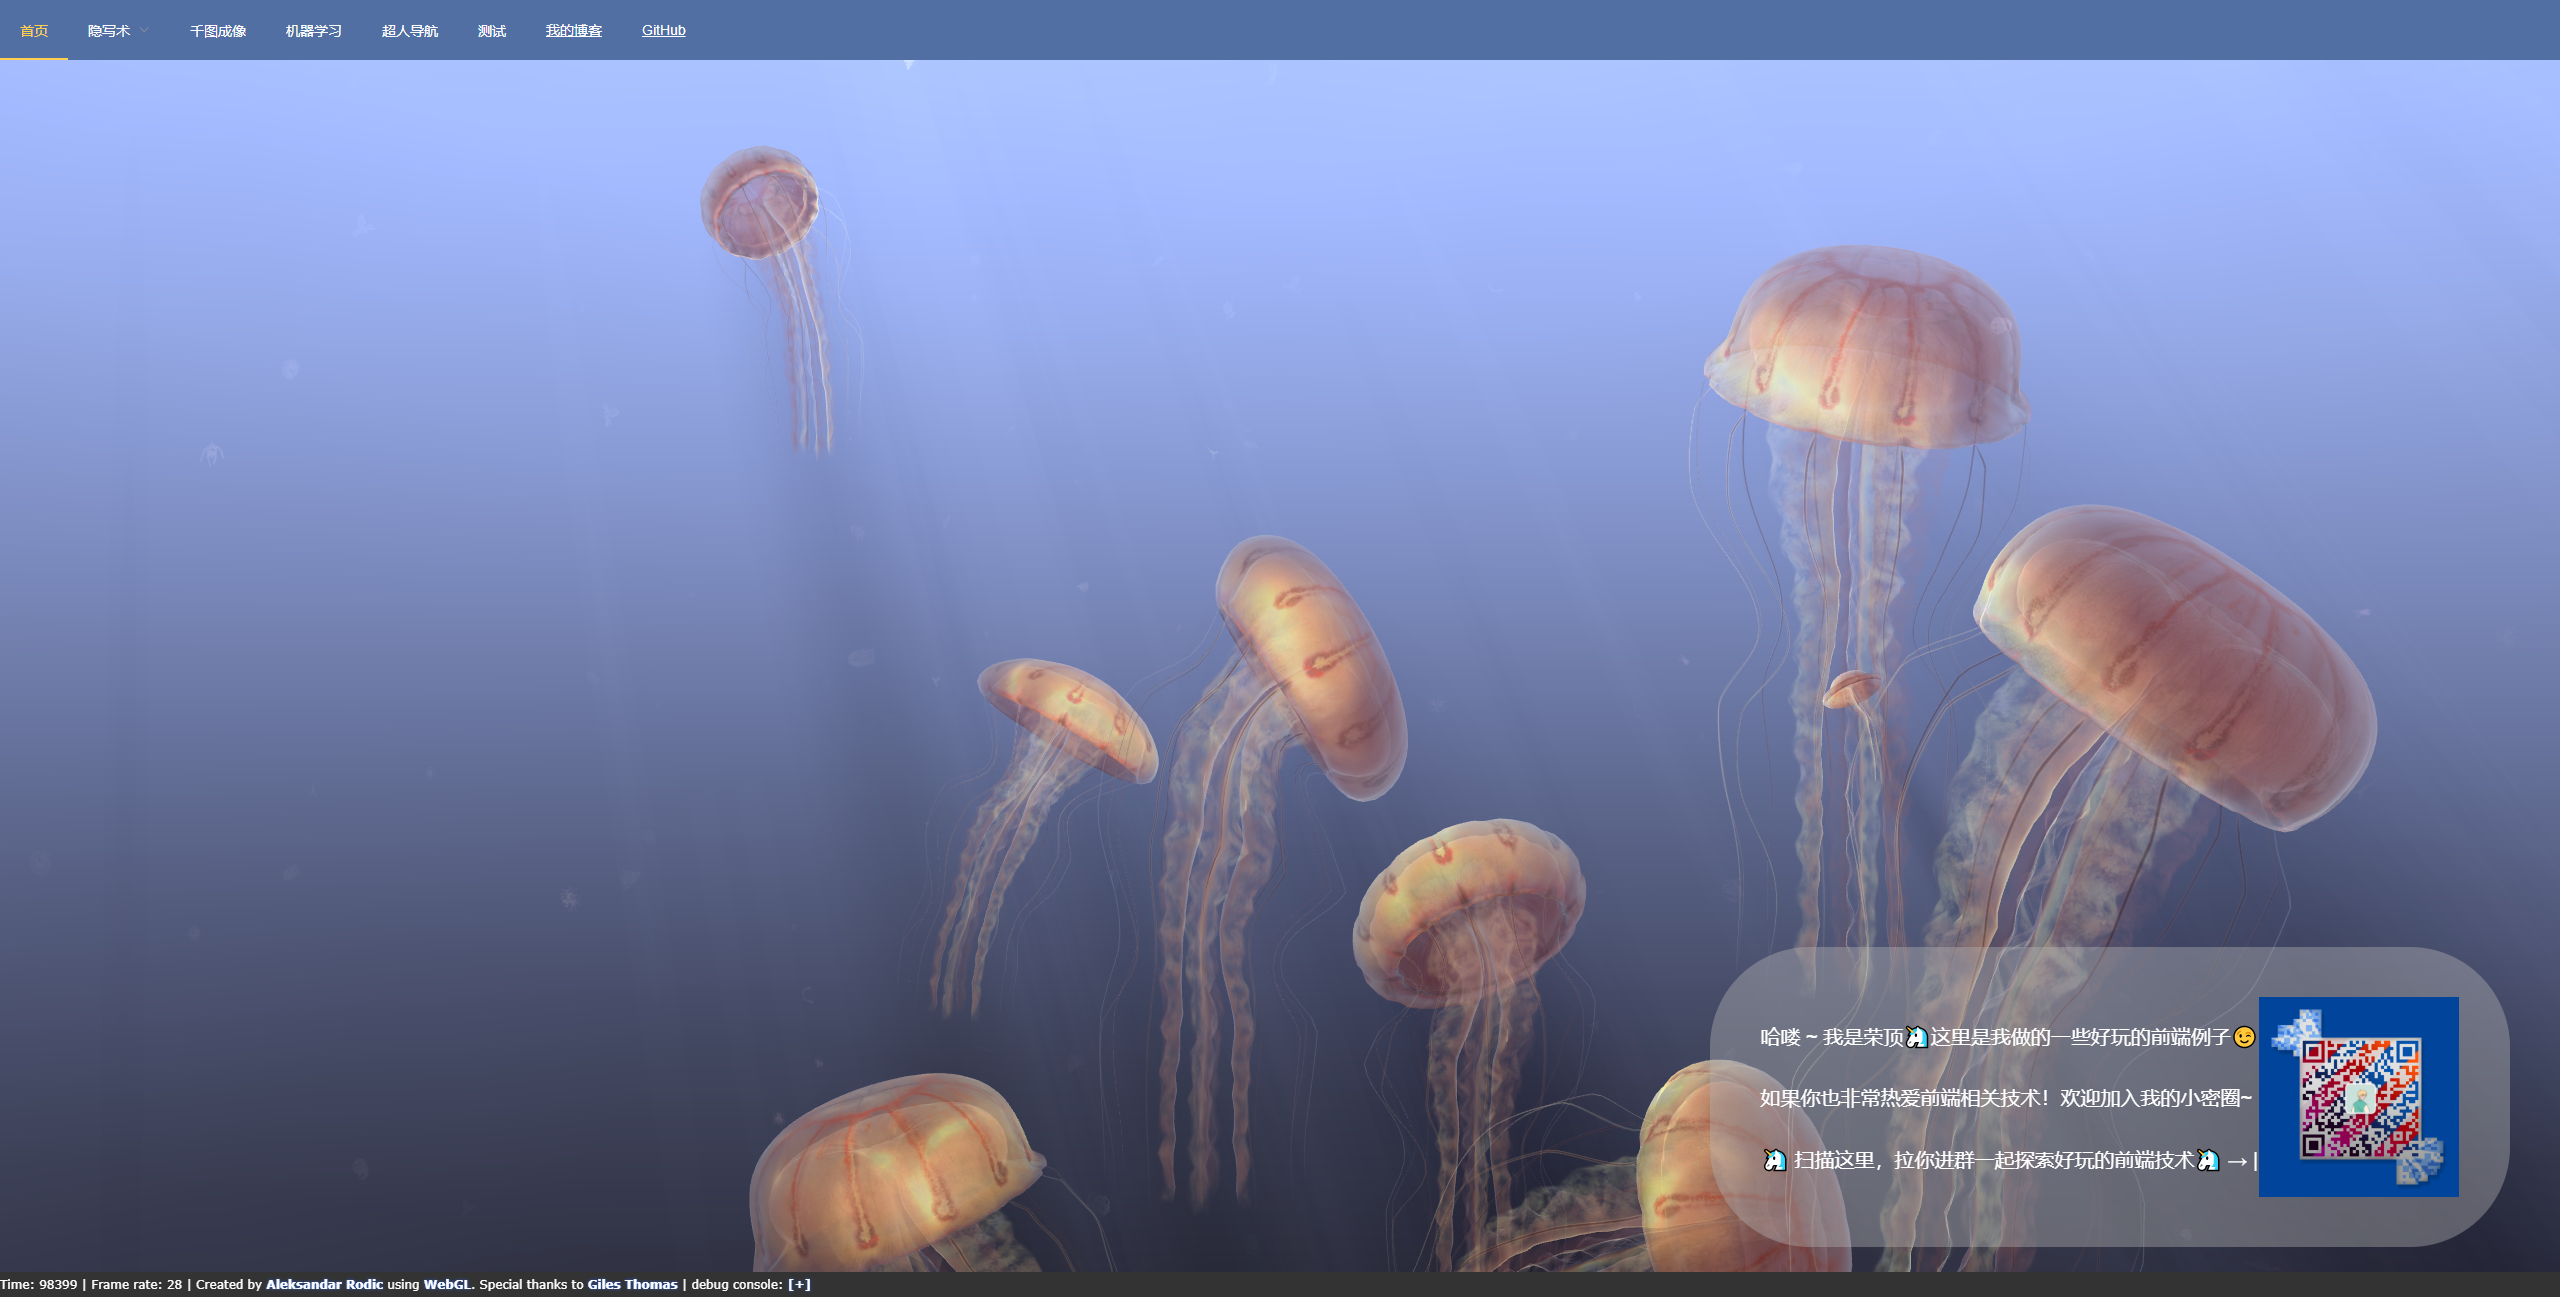 首页 隐写术 千图成像 机器学习 超人导航 测试 我的博客 GitHub
哈喽 ~ 我是荣顶🦄这里是我做的一些好玩的前端例子😉
如果你也非常热爱前端相关技术！欢迎加入我的小密圈~
🦄 扫描这里，拉你进群一起探索好玩的前端技术🦄 → |
Time: 98399 | Frame rate: 28 | Created by Aleksandar Rodic using WebGL. Special thanks to Giles Thomas | debug console: [+]